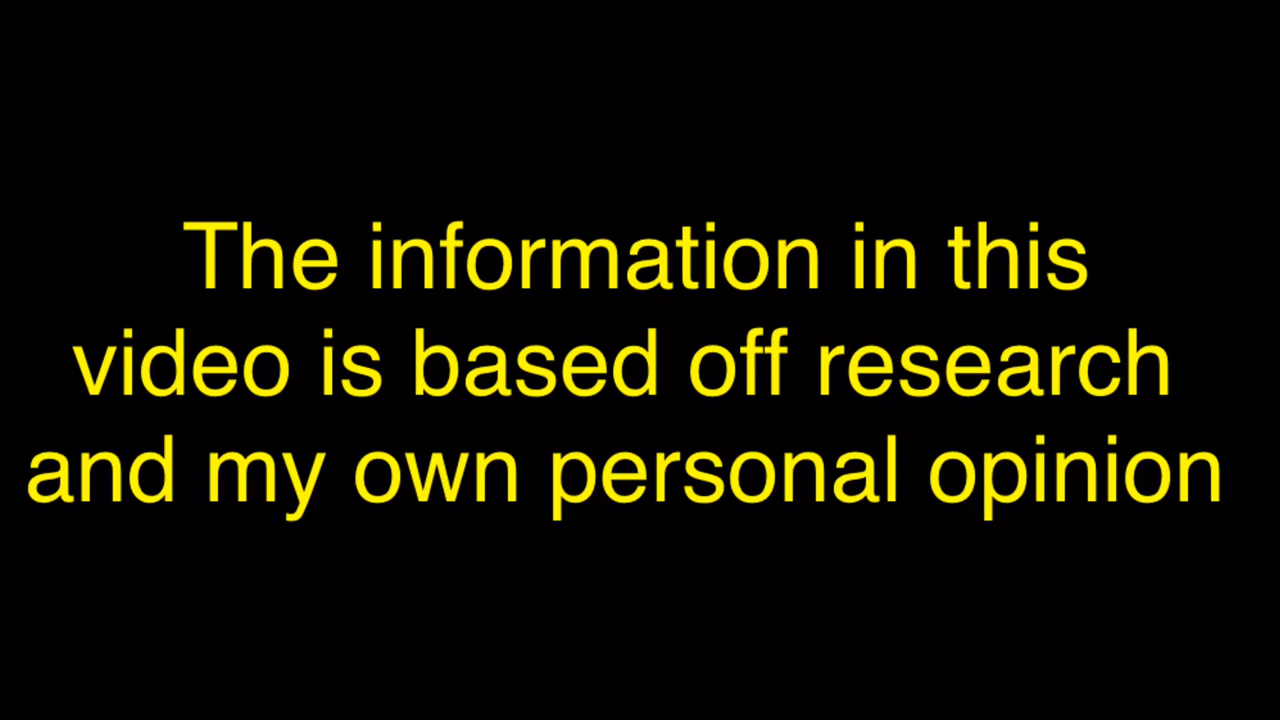 The information in this
video is based off research
and my own personal opinion